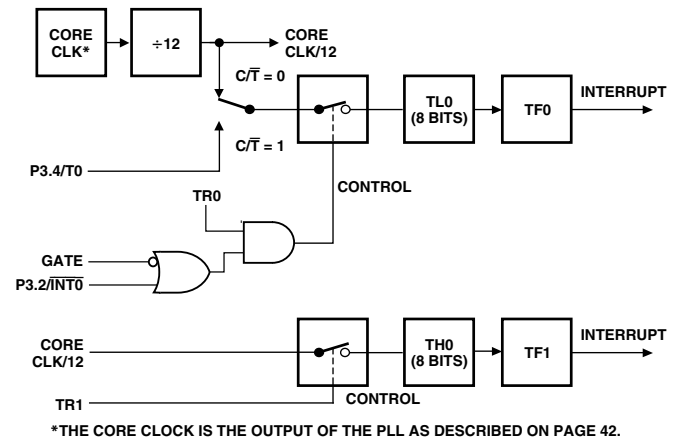 CORE
CLK*
÷12
CORE
CLK/12
C/T̅ = 0
C/T̅ = 1
P3.4/T0
TL0
(8 BITS)
TF0
INTERRUPT
CONTROL
TR0
GATE
P3.2/I̅N̅T̅0̅
CORE
CLK/12
TH0
(8 BITS)
TF1
INTERRUPT
TR1
CONTROL
*THE CORE CLOCK IS THE OUTPUT OF THE PLL AS DESCRIBED ON PAGE 42.